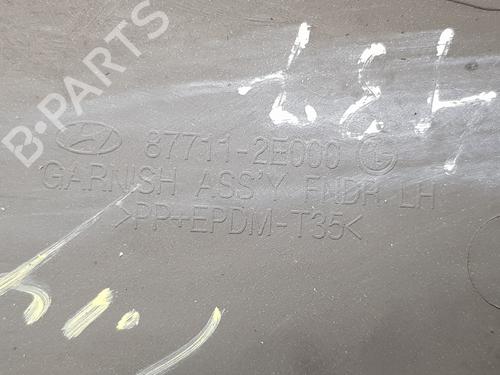 B-PARTS
87711-2E000
GARNISH ASS'Y FNDR LH
>PP+EPDM-T35<